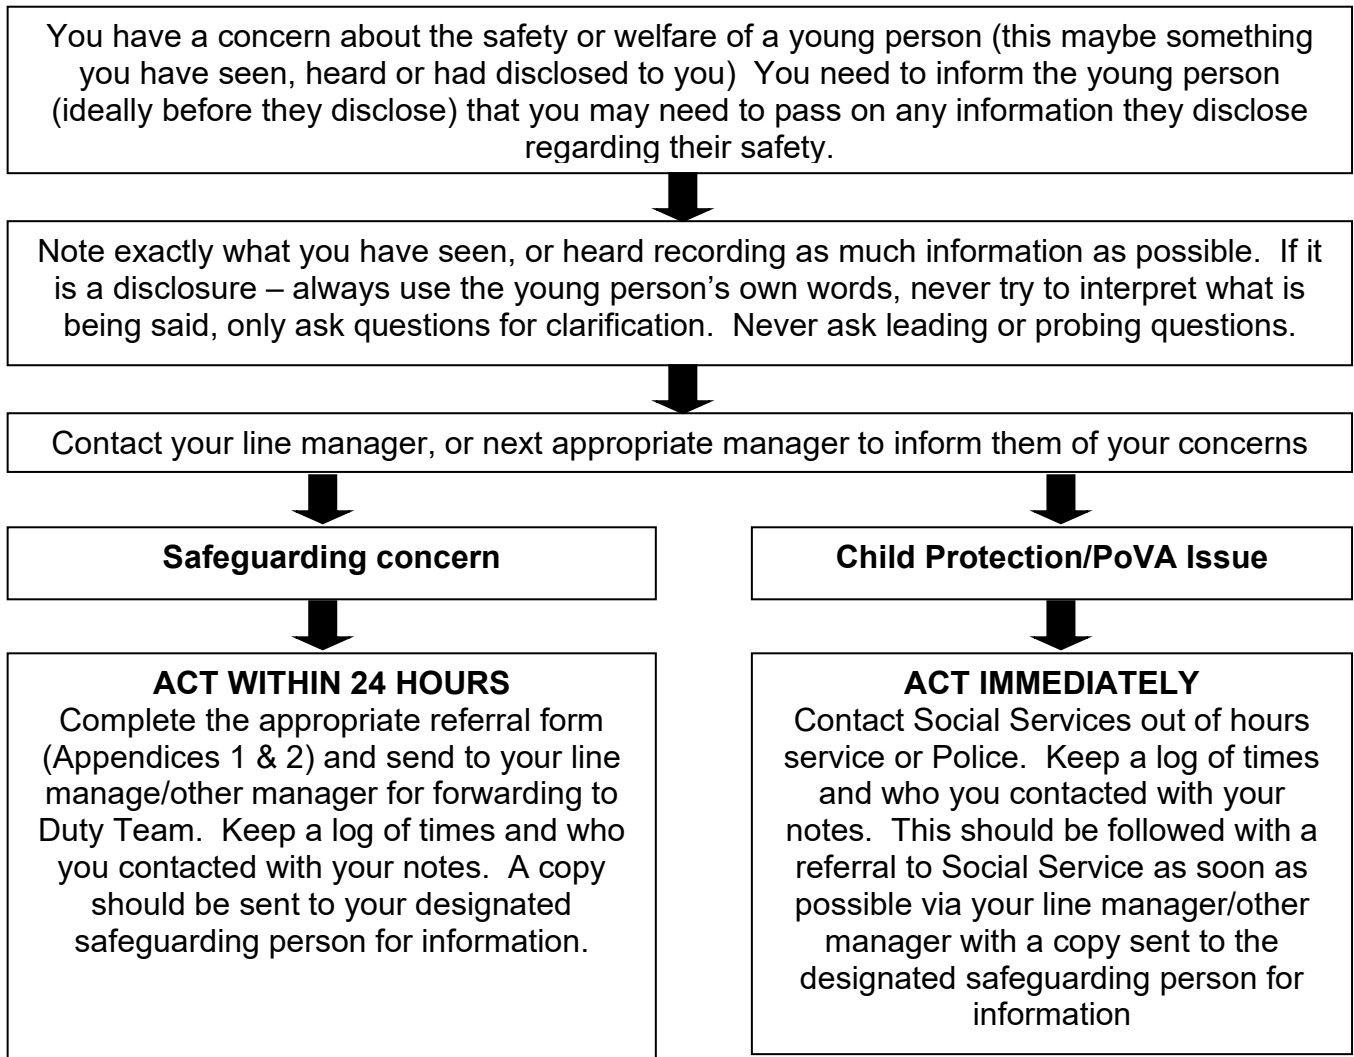 You have a concern about the safety or welfare of a young person (this maybe something
you have seen, heard or had disclosed to you)  You need to inform the young person
(ideally before they disclose) that you may need to pass on any information they disclose
regarding their safety.
Note exactly what you have seen, or heard recording as much information as possible.  If it
is a disclosure – always use the young person’s own words, never try to interpret what is
being said, only ask questions for clarification.  Never ask leading or probing questions.
Contact your line manager, or next appropriate manager to inform them of your concerns
Safeguarding concern
ACT WITHIN 24 HOURS
Complete the appropriate referral form
(Appendices 1 & 2) and send to your line
manage/other manager for forwarding to
Duty Team.  Keep a log of times and who
you contacted with your notes.  A copy
should be sent to your designated
safeguarding person for information.
Child Protection/PoVA Issue
ACT IMMEDIATELY
Contact Social Services out of hours
service or Police.  Keep a log of times
and who you contacted with your
notes.  This should be followed with a
referral to Social Service as soon as
possible via your line manager/other
manager with a copy sent to the
designated safeguarding person for
information